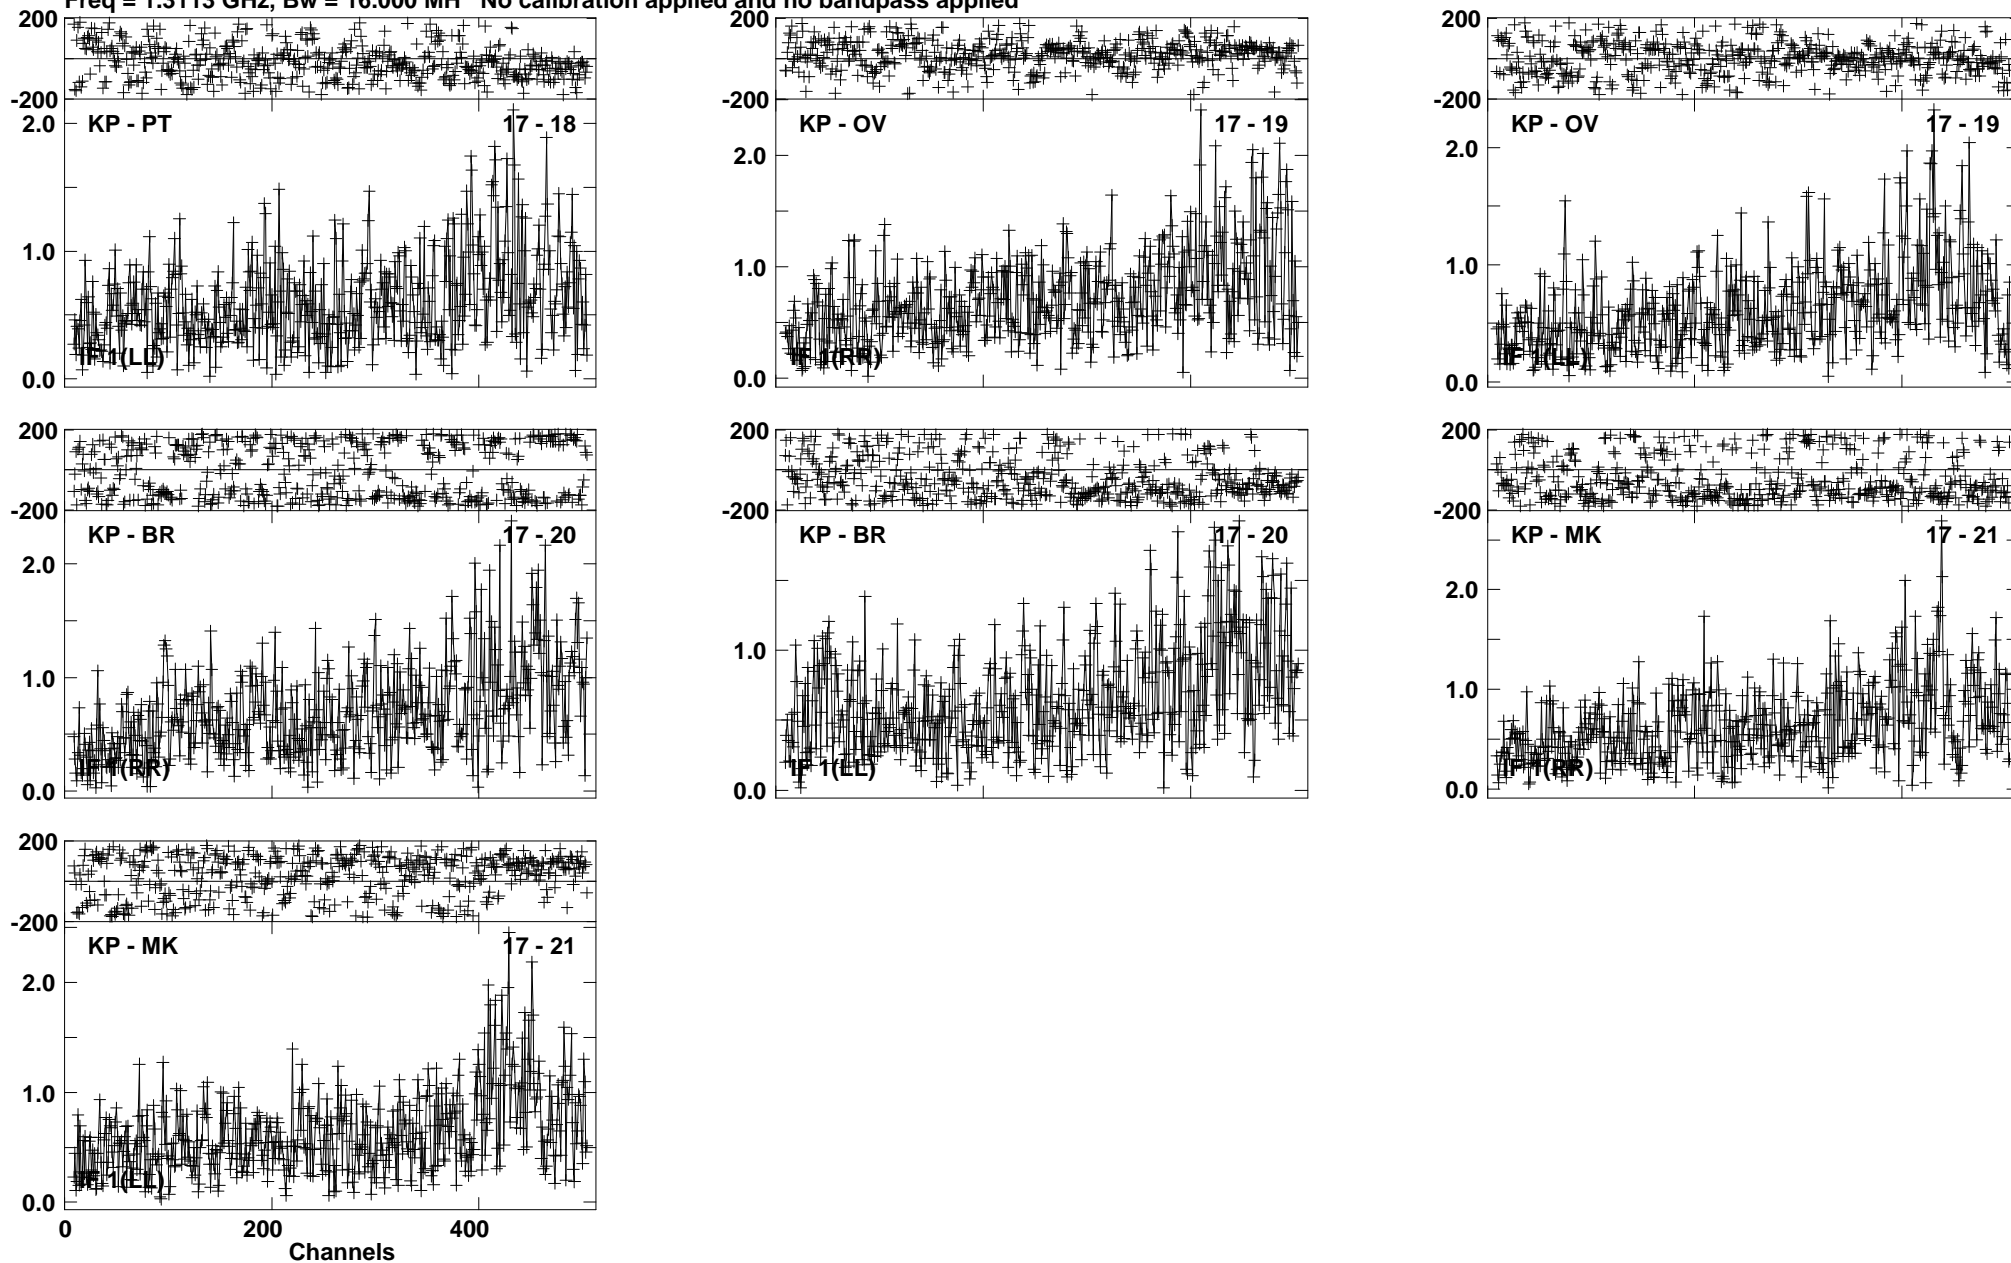 Freq = 1.3113 GHz, Bw = 16.000 MH No calibration applied and no bandpass applied
200
-200
KP - PT 17 - 18
2.0
1.0
0.0
IF 1(LL)
200
-200
KP - OV 17 - 19
2.0
1.0
0.0
IF 1(RR)
200
-200
KP - OV 17 - 19
2.0
1.0
0.0
IF 1(LL)
200
-200
KP - BR 17 - 20
2.0
1.0
0.0
IF 1(RR)
200
-200
KP - BR 17 - 20
1.0
0.0
IF 1(LL)
200
-200
KP - MK 17 - 21
2.0
1.0
0.0
IF 1(RR)
200
-200
KP - MK 17 - 21
2.0
1.0
0.0
IF 1(LL)
0 200 400
Channels